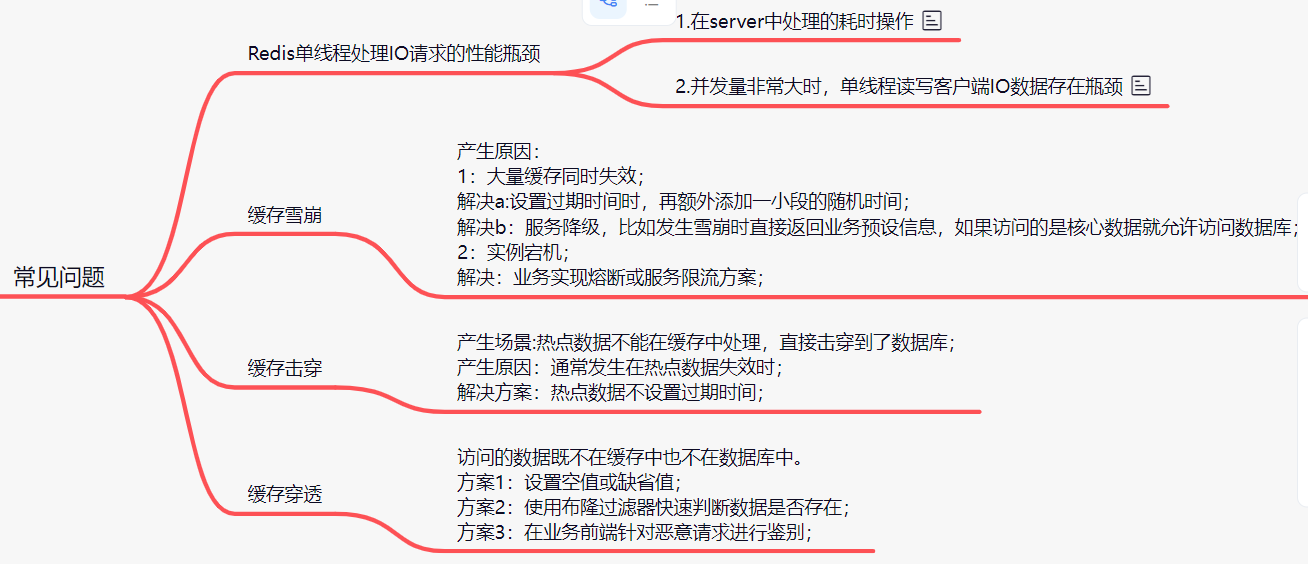 常见问题
Redis单线程处理IO请求的性能瓶颈
1.在server中处理的耗时操作
2.并发量非常大时，单线程读写客户端IO数据存在瓶颈
缓存雪崩
产生原因：
1：大量缓存同时失效；
解决a:设置过期时间时，再额外添加一小段的随机时间；
解决b：服务降级，比如发生雪崩时直接返回业务预设信息，如果访问的是核心数据就允许访问数据库；
2：实例宕机；
解决：业务实现熔断或服务限流方案；
缓存击穿
产生场景:热点数据不能在缓存中处理，直接击穿到了数据库；
产生原因：通常发生在热点数据失效时；
解决方案：热点数据不设置过期时间；
缓存穿透
访问的数据既不在缓存中也不在数据库中。
方案1：设置空值或缺省值；
方案2：使用布隆过滤器快速判断数据是否存在；
方案3：在业务前端针对恶意请求进行鉴别；